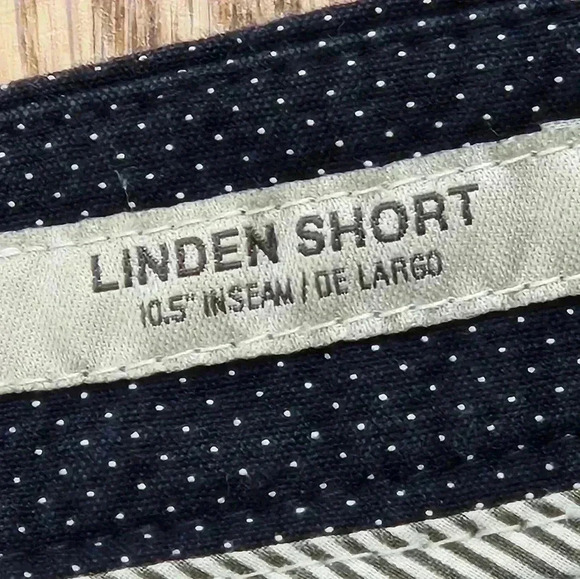 LINDEN SHORT
10.5" INSEAM / DE LARGO